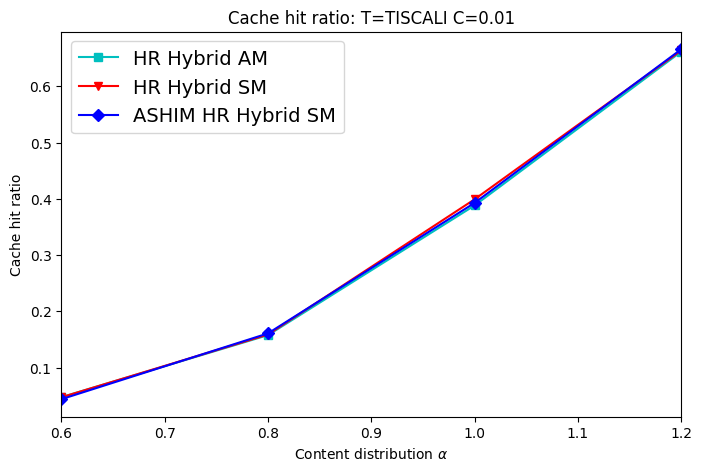 Cache hit ratio: T=TISCALI C=0.01
HR Hybrid AM
HR Hybrid SM
ASHIM HR Hybrid SM
Cache hit ratio
0.6
0.5
0.4
0.3
0.2
0.1
0.6 0.7 0.8 0.9 1.0 1.1 1.2
Content distribution α